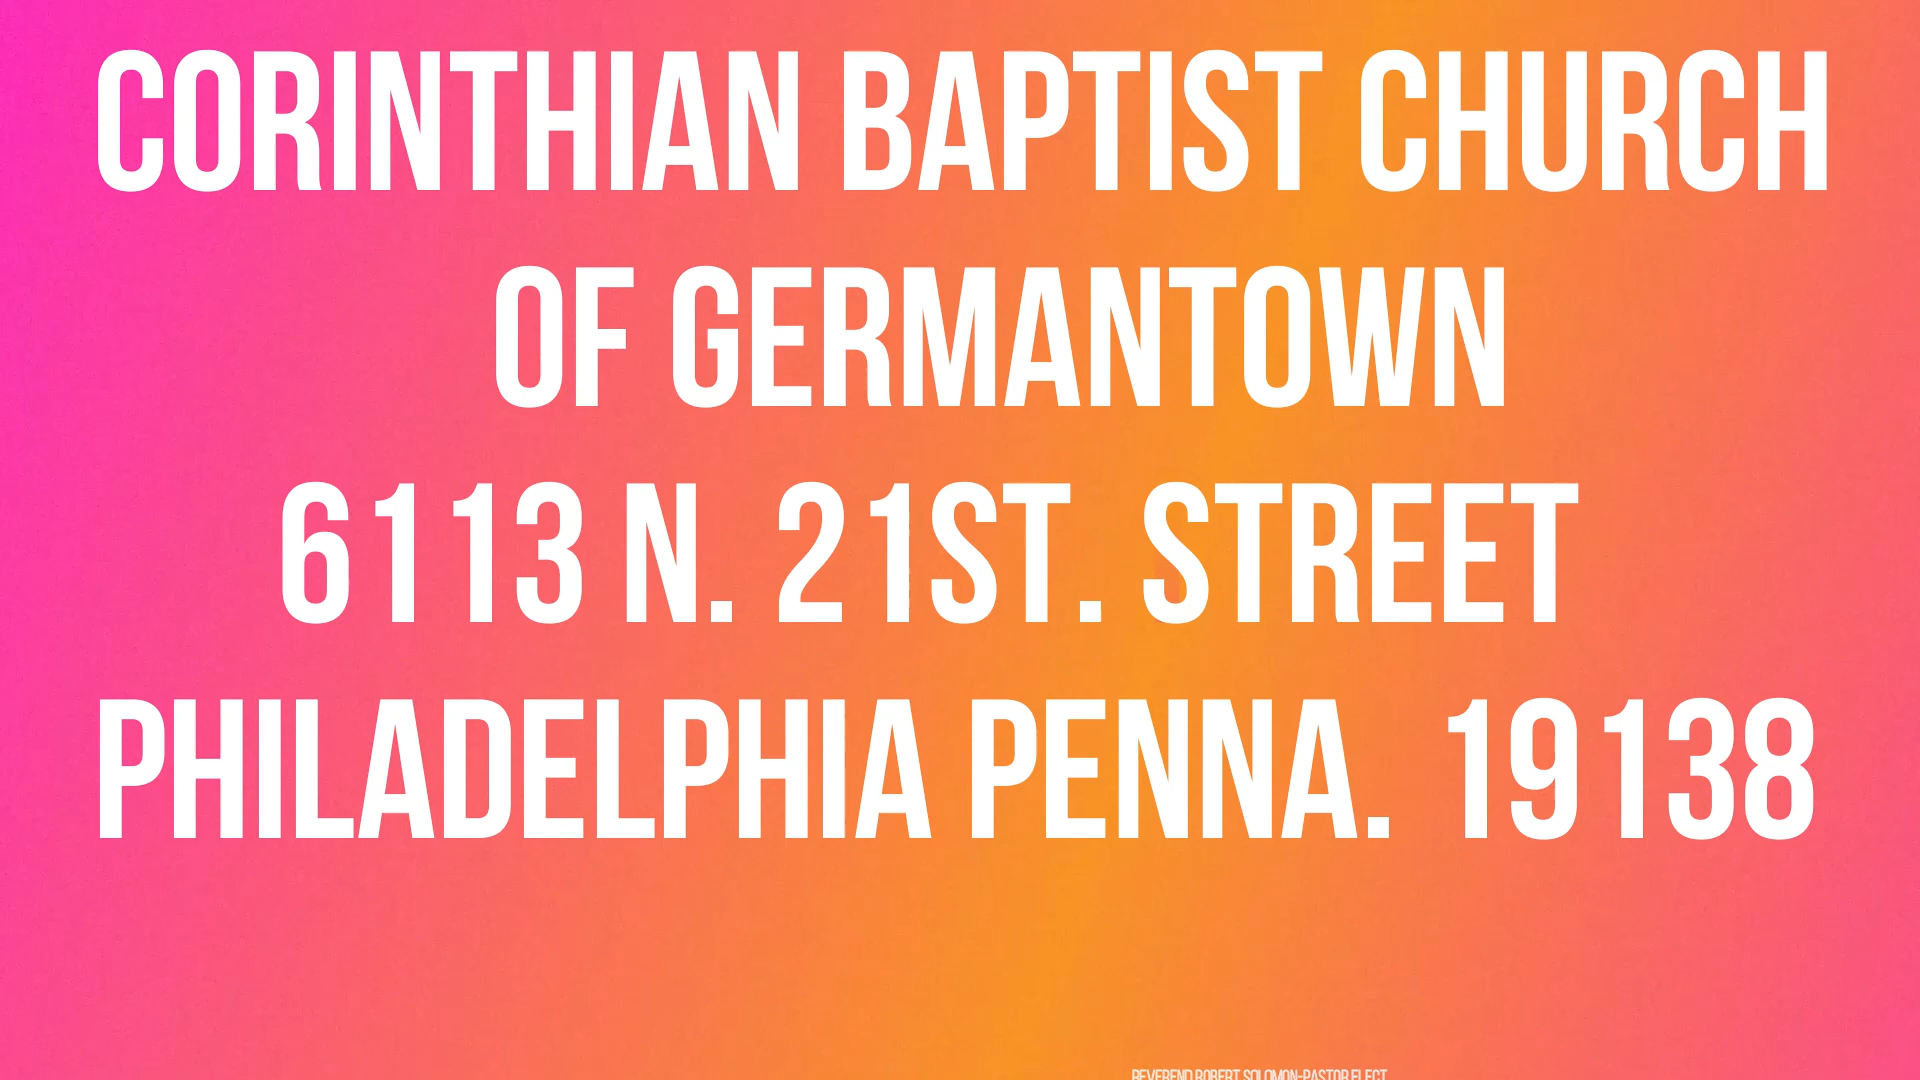 CORINTHIAN BAPTIST CHURCH
OF GERMANTOWN
6113 N. 21ST. STREET
PHILADELPHIA PENNA. 19138
REVEREND ROBERT SOLOMON-PASTOR ELECT